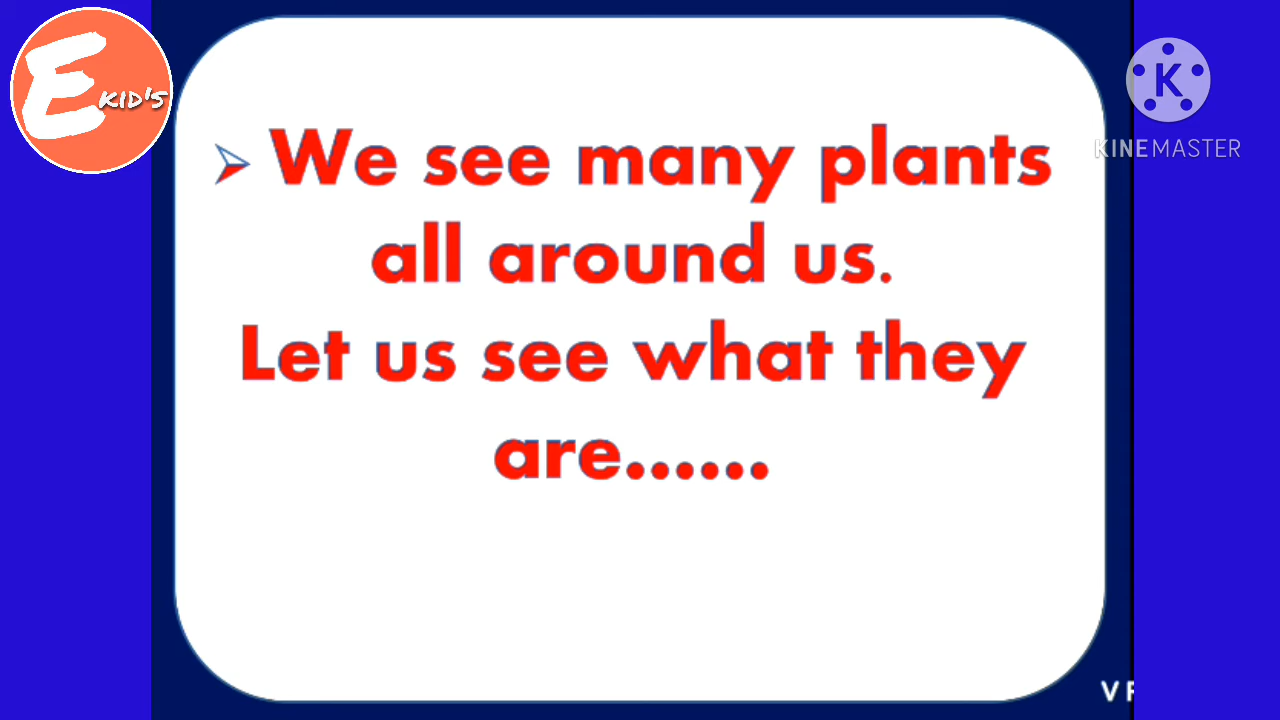 E KID'S
KINEMASTER
➢ We see many plants
all around us.
Let us see what they
are......